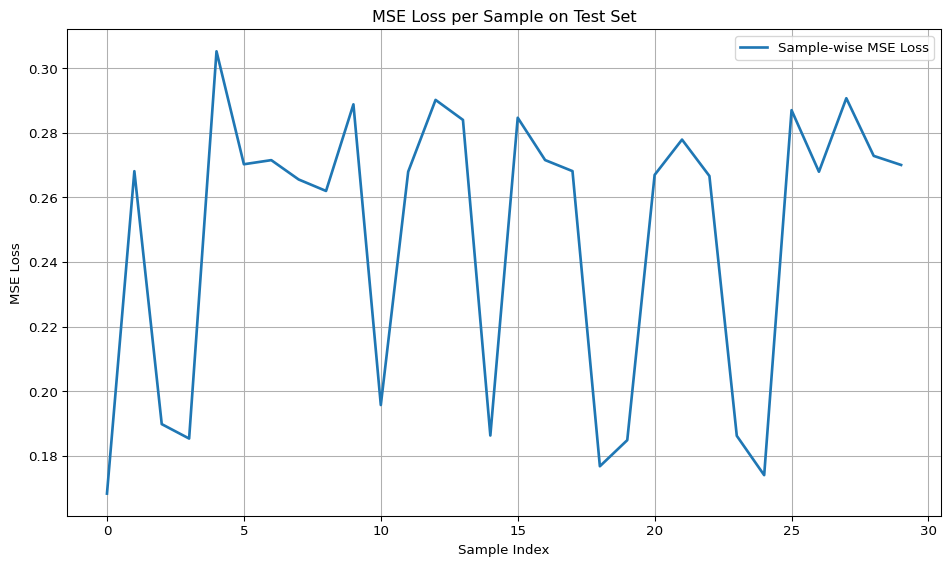 MSE Loss per Sample on Test Set
Sample-wise MSE Loss
MSE Loss
0.30
0.28
0.26
0.24
0.22
0.20
0.18
0 5 10 15 20 25 30
Sample Index